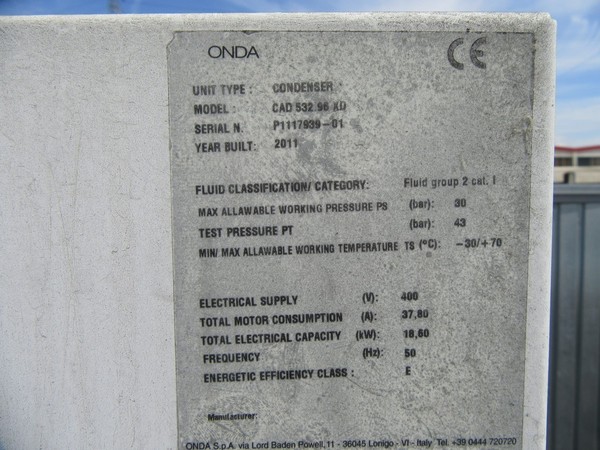 ONDA CE
UNIT TYPE : CONDENSER
MODEL : CAD 532.96 XD
SERIAL N. P1117939-01
YEAR BUILT: 2011
FLUID CLASSIFICATION/ CATEGORY: Fluid group 2 cat. I
MAX ALLAWABLE WORKING PRESSURE PS (bar): 30
TEST PRESSURE PT (bar): 43
MIN/ MAX ALLAWABLE WORKING TEMPERATURE TS (°C): -30/+70
ELECTRICAL SUPPLY (V): 400
TOTAL MOTOR CONSUMPTION (A): 37,80
TOTAL ELECTRICAL CAPACITY (kW): 18,60
FREQUENCY (Hz): 50
ENERGETIC EFFICIENCY CLASS : E
Manufacturer:
ONDA S.p.A. via Lord Baden Powell, 11 - 36045 Lonigo - VI - Italy Tel. +39 0444 720720